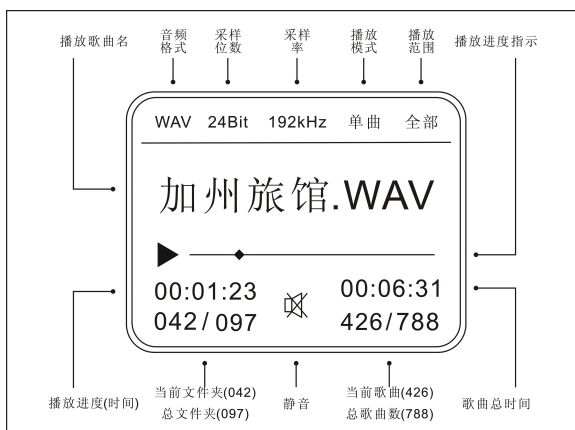 播放歌曲名
音频
格式
采样
位数
采样
率
播放
模式
播放
范围
播放进度指示
WAV 24Bit 192kHz 单曲 全部
加州旅馆.WAV
00:01:23 00:06:31
042/097 426/788
播放进度(时间)
当前文件夹(042)
总文件夹(097)
静音
当前歌曲(426)
总歌曲数(788)
歌曲总时间